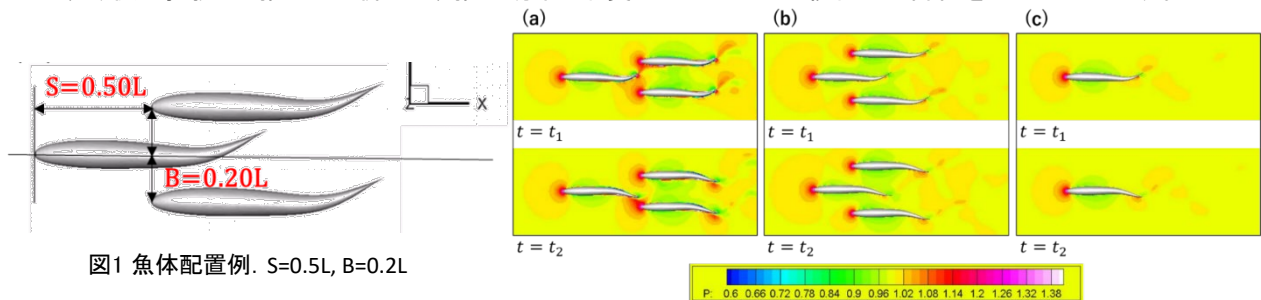 S=0.50L
B=0.20L
Z
X
図1 魚体配置例. S=0.5L, B=0.2L
(a)
(b)
(c)
t = t₁
t = t₁
t = t₁
t = t₂
t = t₂
t = t₂
P: 0.6 0.66 0.72 0.78 0.84 0.9 0.96 1.02 1.08 1.14 1.2 1.26 1.32 1.38